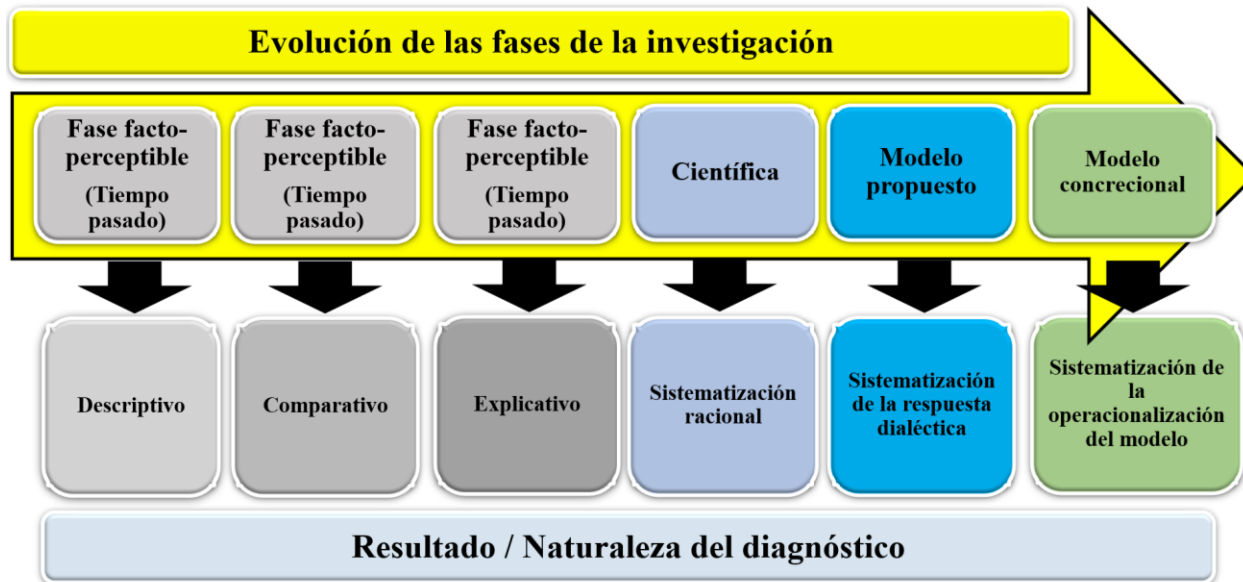 Evolución de las fases de la investigación
Fase facto-
perceptible
(Tiempo
pasado)
Fase facto-
perceptible
(Tiempo
pasado)
Fase facto-
perceptible
(Tiempo
pasado)
Científica
Modelo
propuesto
Modelo
concrecional
Descriptivo
Comparativo
Explicativo
Sistematización
racional
Sistematización
de la respuesta
dialéctica
Sistematización de
la
operacionalización
del modelo
Resultado / Naturaleza del diagnóstico